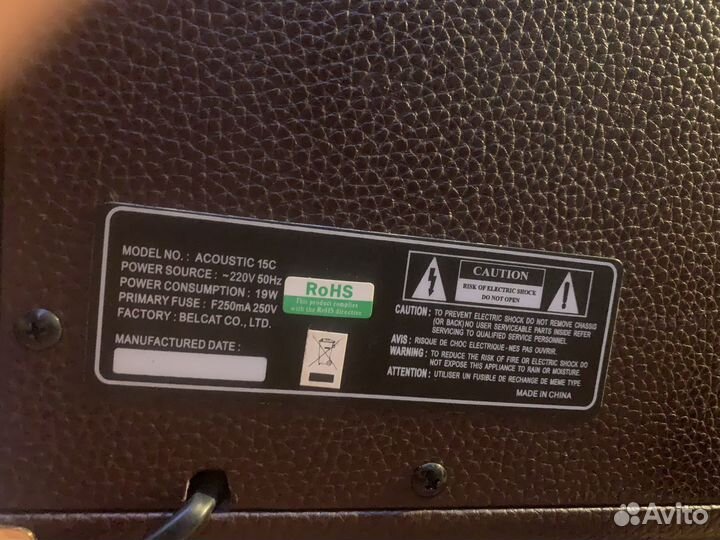 MODEL NO. : ACOUSTIC 15C
POWER SOURCE : ~220V 50Hz
POWER CONSUMPTION : 19W
PRIMARY FUSE : F250mA 250V
FACTORY : BELCAT CO., LTD.
MANUFACTURED DATE :
RoHS
This product complies
with the RoHS directive
CAUTION
RISK OF ELECTRIC SHOCK
DO NOT OPEN
CAUTION : TO PREVENT ELECTRIC SHOCK DO NOT REMOVE CHASSIS
(OR BACK) NO USER SERVICEABLE PARTS INSIDE REFER
SERVICING TO QUALIFIED SERVICE PERSONNEL.
AVIS : RISQUE DE CHOC ELECTRIQUE-NES PAS OUVRIR.
WARNING : TO REDUCE THE RISK OF FIRE OR ELECTRIC SHOCK DO
NOT EXPOSE THIS APPLIANCE TO RAIN OR MOISTURE
ATTENTION : UTILISER UN FUSIBLE DE RECHANGE DE MEME TYPE
MADE IN CHINA
Avito